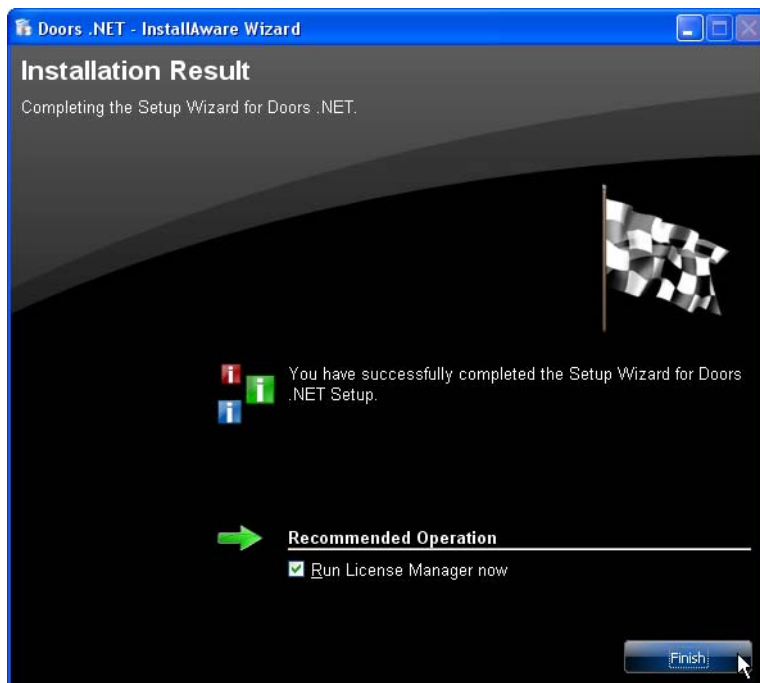 Doors .NET - InstallAware Wizard
Installation Result
Completing the Setup Wizard for Doors .NET.
You have successfully completed the Setup Wizard for Doors
.NET Setup.
Recommended Operation
Run License Manager now
Finish